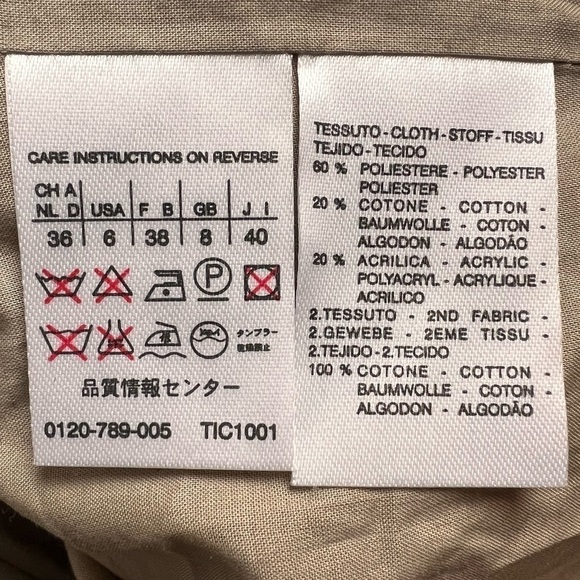 CARE INSTRUCTIONS ON REVERSE
CH A
NL D USA F B GB J I
36 6 38 8 40
P
タンブラー
乾燥禁止
品質情報センター
0120-789-005 TIC1001
TESSUTO-CLOTH-STOFF-TISSU
TEJIDO-TECIDO
60 % POLIESTERE - POLYESTER
POLIESTER
20 % COTONE - COTTON -
BAUMWOLLE - COTON -
ALGODON - ALGODÃO
20 % ACRILICA - ACRYLIC -
POLYACRYL - ACRYLIQUE -
ACRILICO
2.TESSUTO - 2ND FABRIC -
2.GEWEBE - 2EME TISSU -
2.TEJIDO-2.TECIDO
100 % COTONE - COTTON -
BAUMWOLLE - COTON -
ALGODON - ALGODÃO